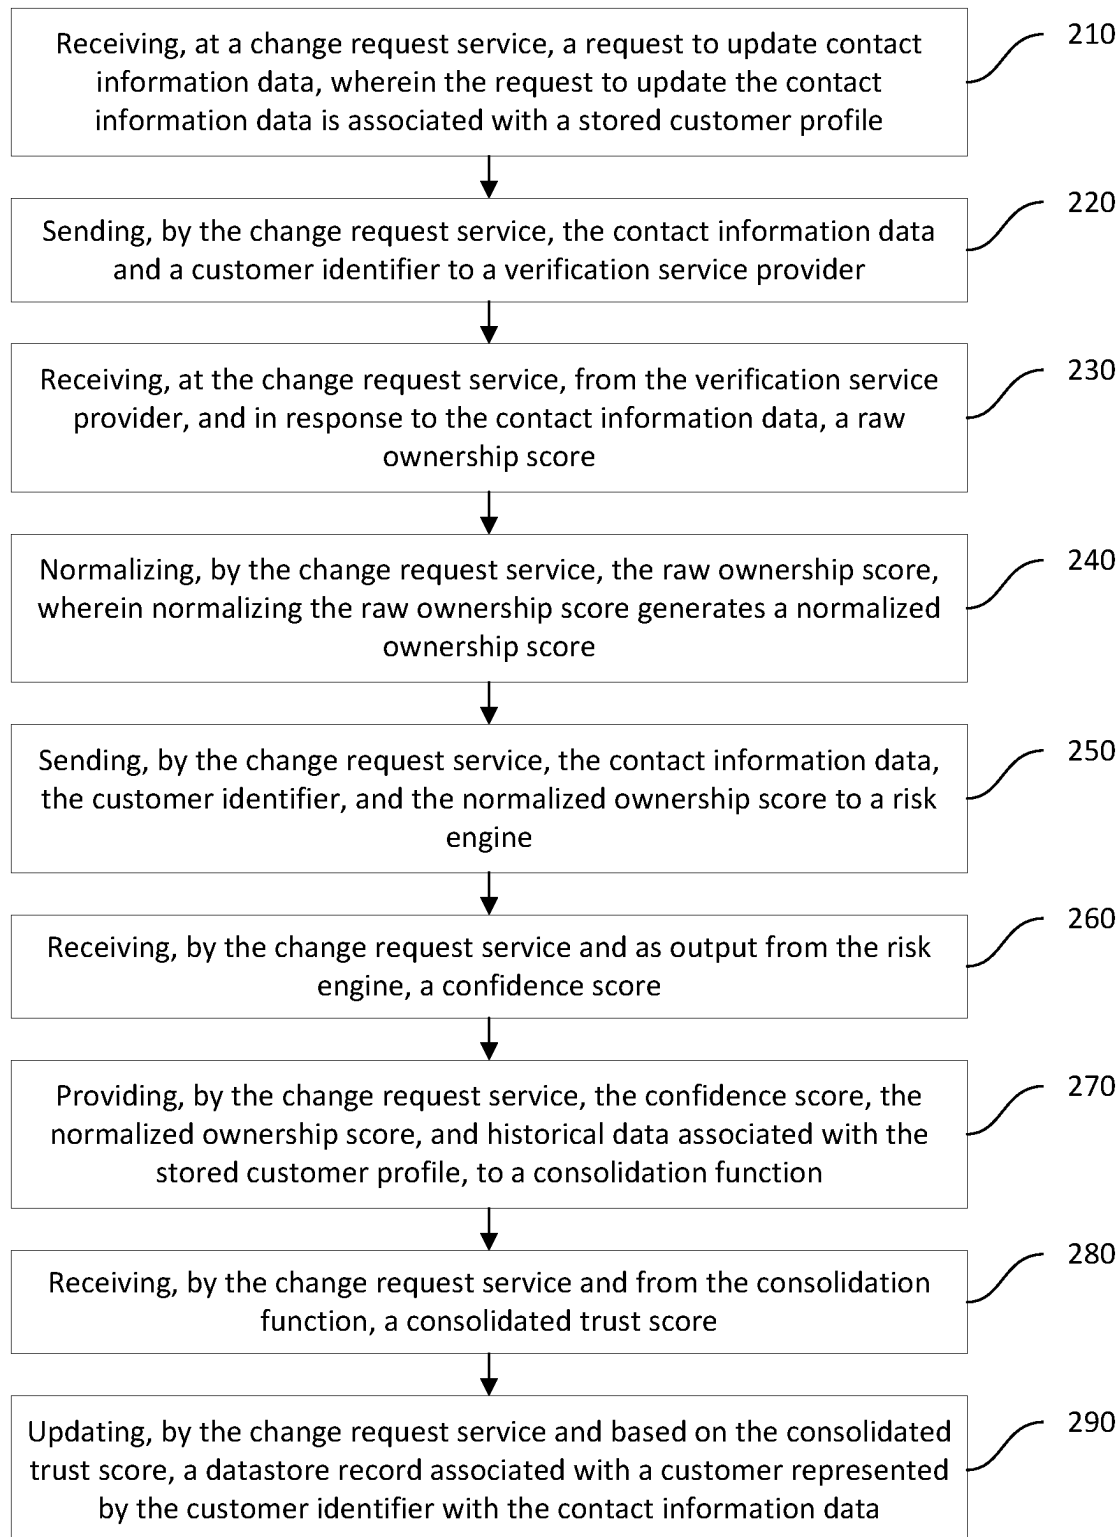 Receiving, at a change request service, a request to update contact
information data, wherein the request to update the contact
information data is associated with a stored customer profile
210
Sending, by the change request service, the contact information data
and a customer identifier to a verification service provider
220
Receiving, at the change request service, from the verification service
provider, and in response to the contact information data, a raw
ownership score
230
Normalizing, by the change request service, the raw ownership score,
wherein normalizing the raw ownership score generates a normalized
ownership score
240
Sending, by the change request service, the contact information data,
the customer identifier, and the normalized ownership score to a risk
engine
250
Receiving, by the change request service and as output from the risk
engine, a confidence score
260
Providing, by the change request service, the confidence score, the
normalized ownership score, and historical data associated with the
stored customer profile, to a consolidation function
270
Receiving, by the change request service and from the consolidation
function, a consolidated trust score
280
Updating, by the change request service and based on the consolidated
trust score, a datastore record associated with a customer represented
by the customer identifier with the contact information data
290